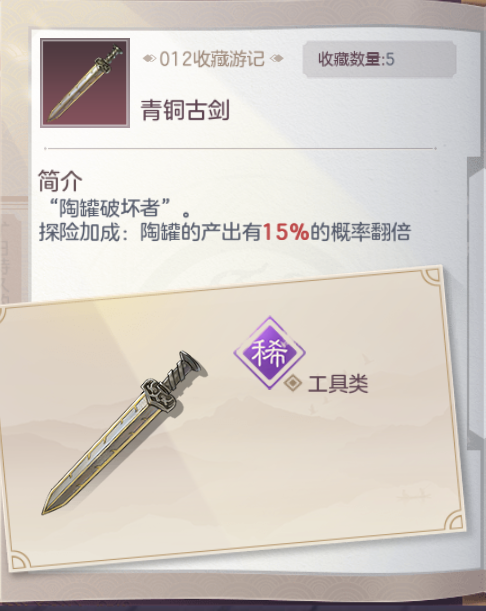 012收藏游记
收藏数量:5
青铜古剑
简介
“陶罐破坏者”。
探险加成：陶罐的产出有15%的概率翻倍
稀
工具类